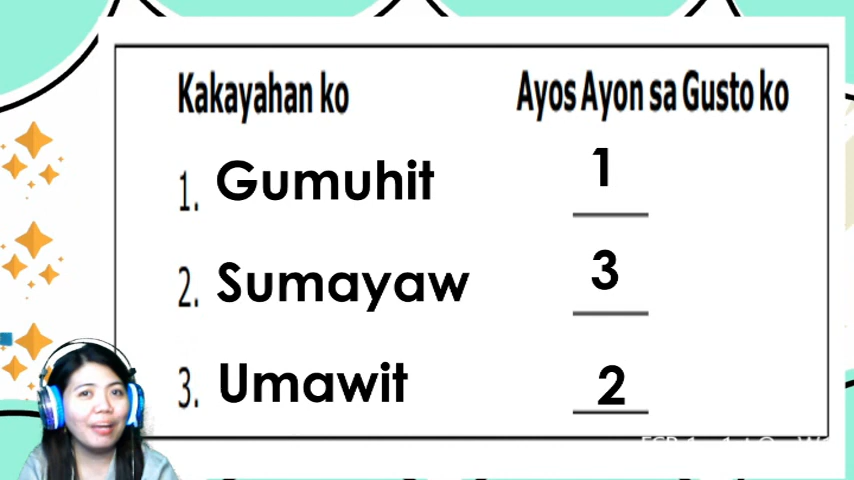 Kakayahan ko Ayos Ayon sa Gusto ko
1. Gumuhit 1
2. Sumayaw 3
3. Umawit 2